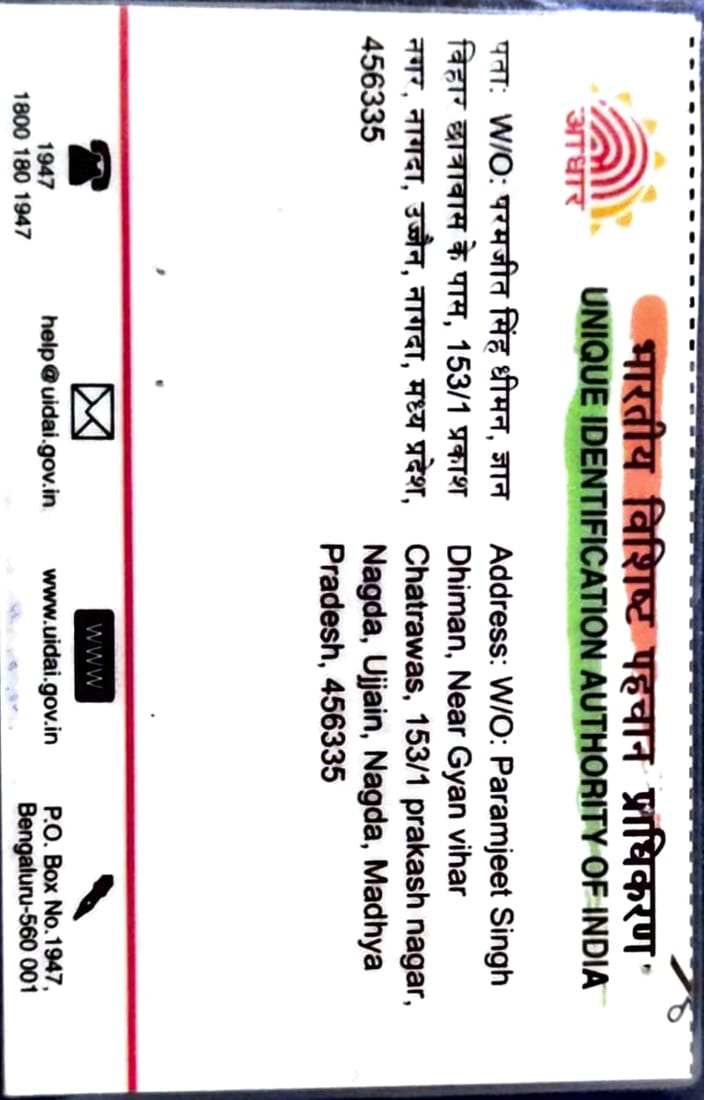 भारतीय विशिष्ट पहचान प्राधिकरण
UNIQUE IDENTIFICATION AUTHORITY OF INDIA
आधार
पता: W/O: परमजीत सिंह धीमन, ज्ञान
विहार छात्रावास के पास, 153/1 प्रकाश
नगर, नागदा, उज्जैन, नागदा, मध्य प्रदेश,
456335
Address: W/O: Paramjeet Singh
Dhiman, Near Gyan vihar
Chatrawas, 153/1 prakash nagar,
Nagda, Ujjain, Nagda, Madhya
Pradesh, 456335
1947
1800 180 1947
help@uidai.gov.in
WWW
www.uidai.gov.in
P.O. Box No.1947,
Bengaluru-560 001